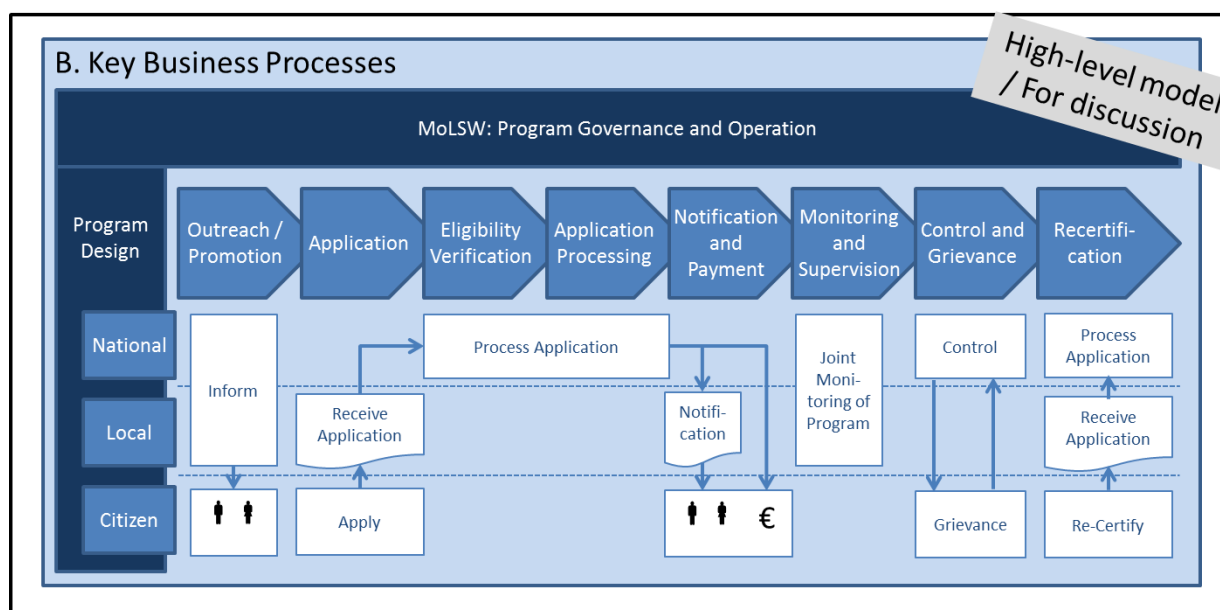 B. Key Business Processes
High-level model
/ For discussion
MoLSW: Program Governance and Operation
Program
Design
Outreach /
Promotion
Application
Eligibility
Verification
Application
Processing
Notification
and
Payment
Monitoring
and
Supervision
Control and
Grievance
Recertifi-
cation
National
Inform
Process Application
Joint
Moni-
toring of
Program
Control
Process
Application
Local
Receive
Application
Notifi-
cation
Receive
Application
Citizen
Apply
€
Grievance
Re-Certify